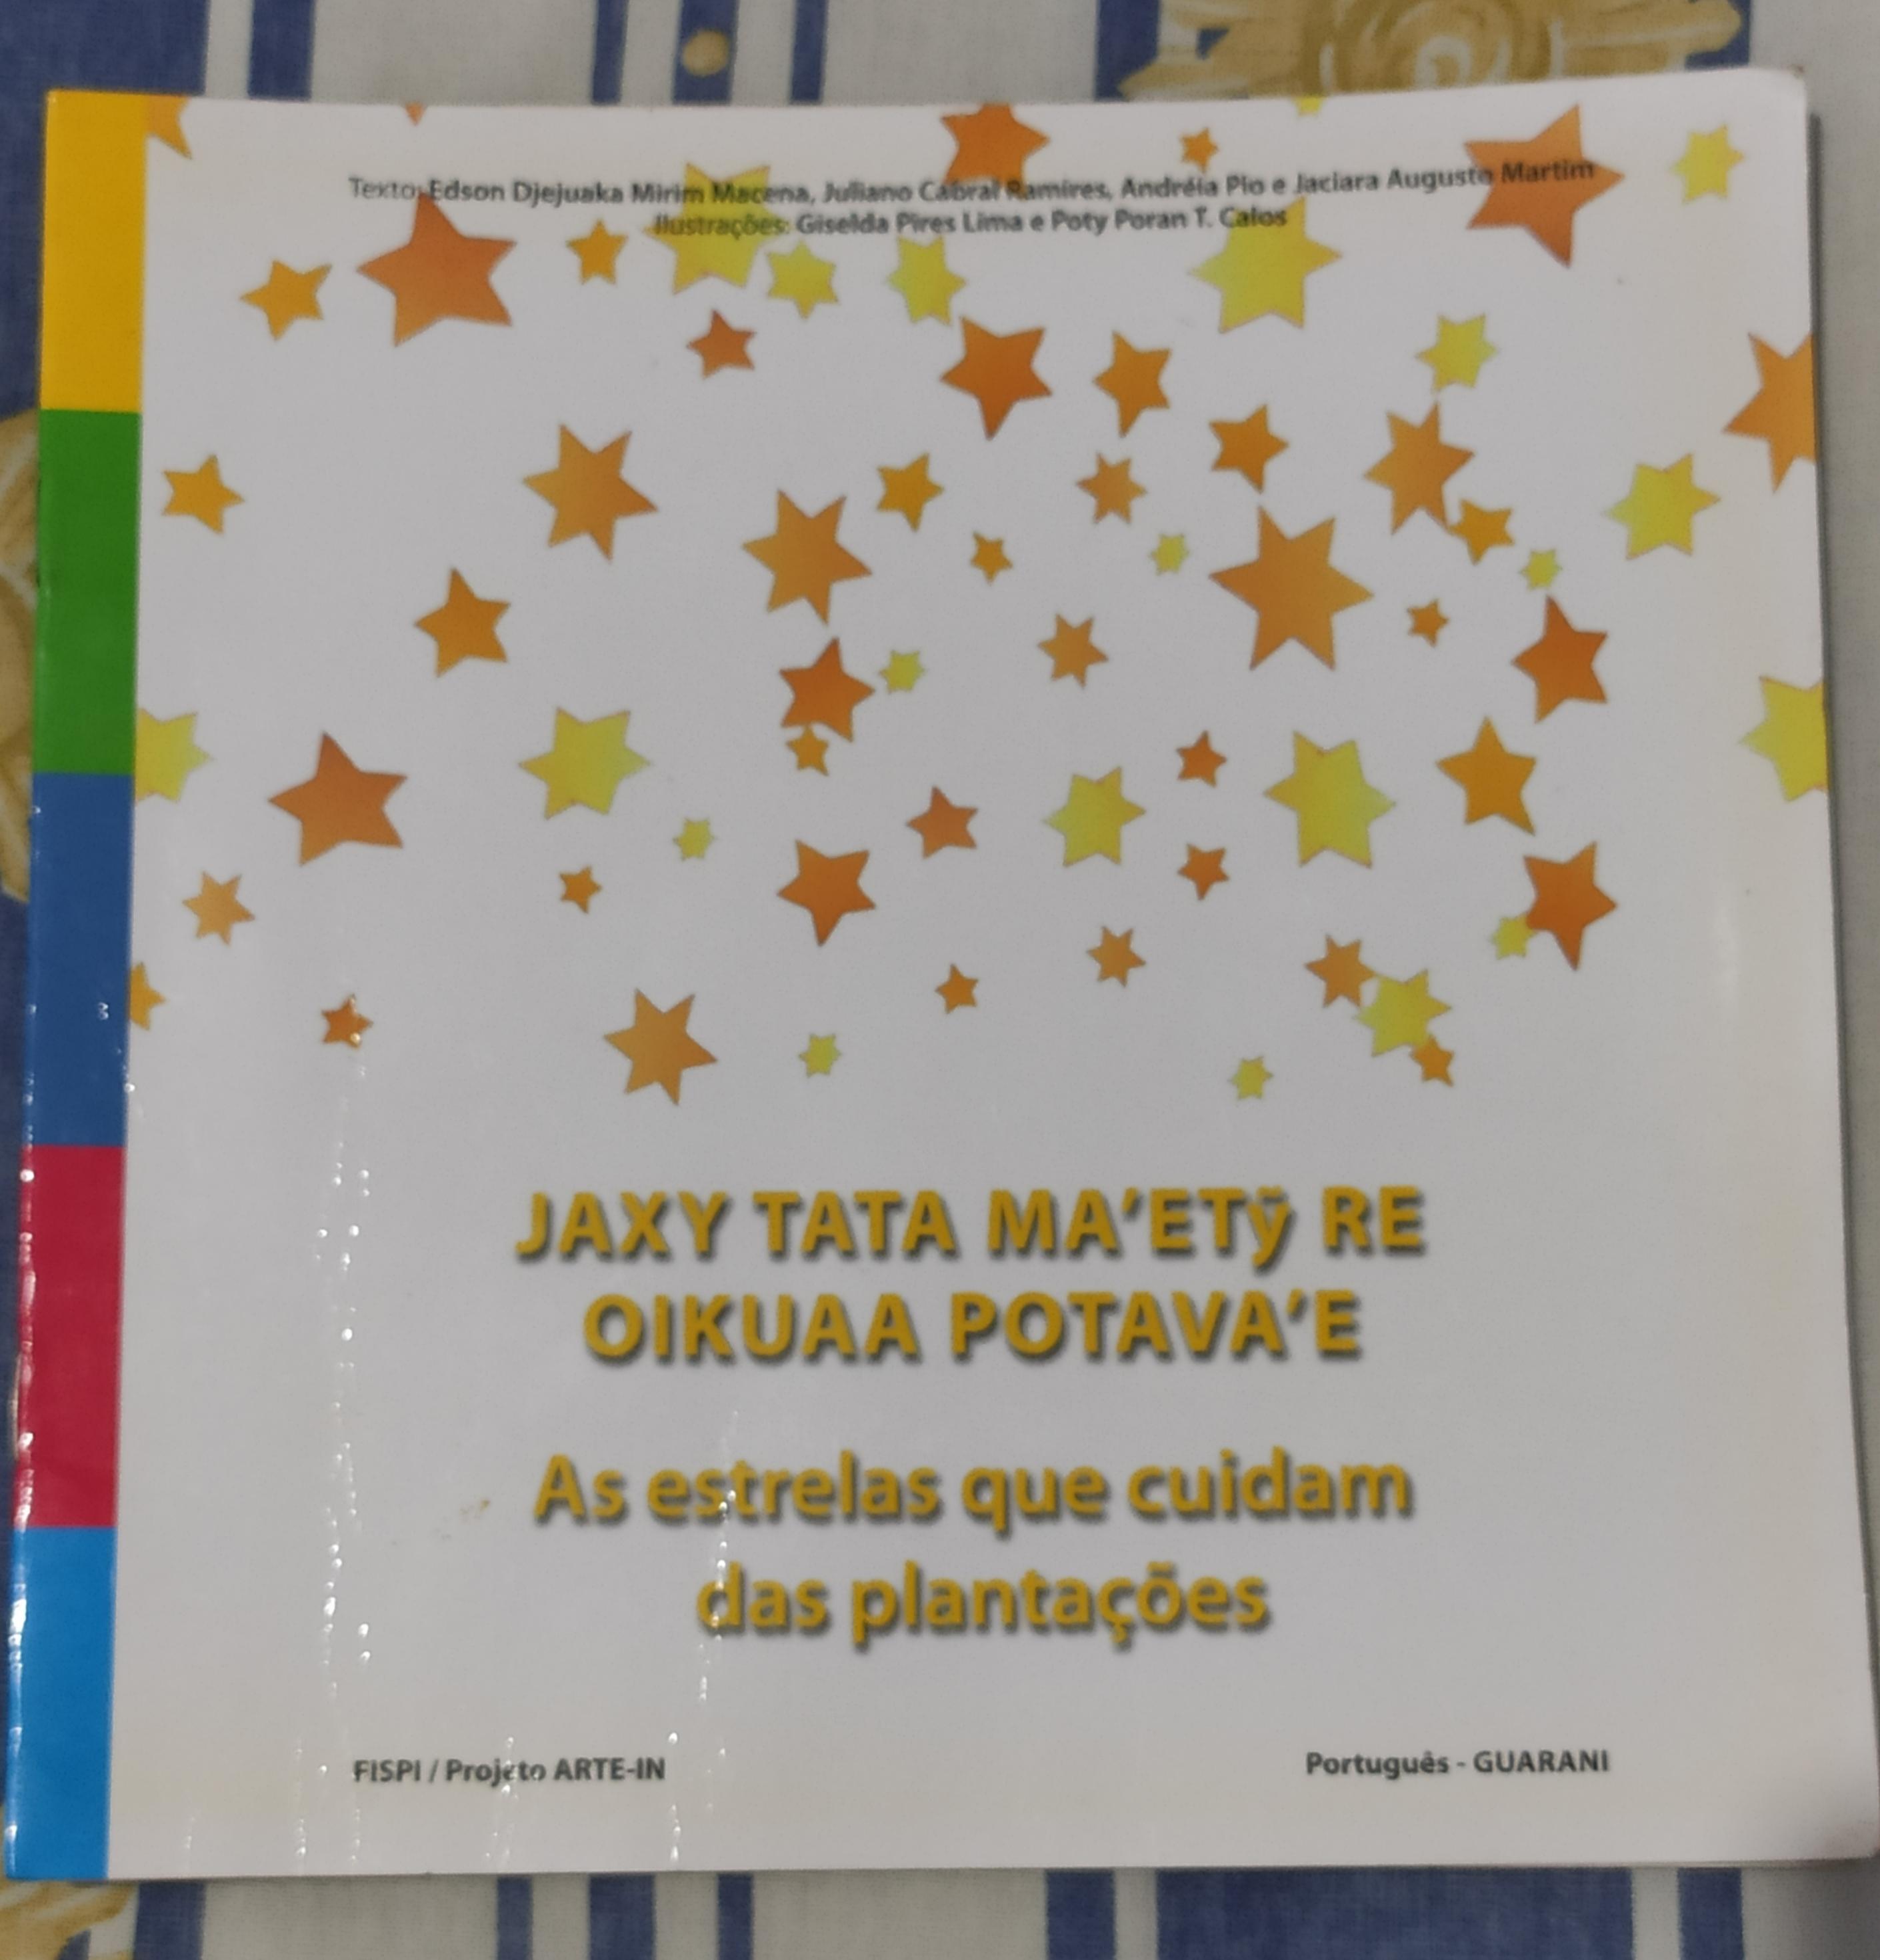 Texto: Edson Djejuaka Mirim Macena, Juliano Cabral Ramires, Andréia Pio e Jaciara Augusto Martim
Ilustrações: Giselda Pires Lima e Poty Poran T. Calos
JAXY TATA MA’ETỹ RE
OIKUAA POTAVA’E
As estrelas que cuidam
das plantações
FISPI / Projeto ARTE-IN
Português - GUARANI